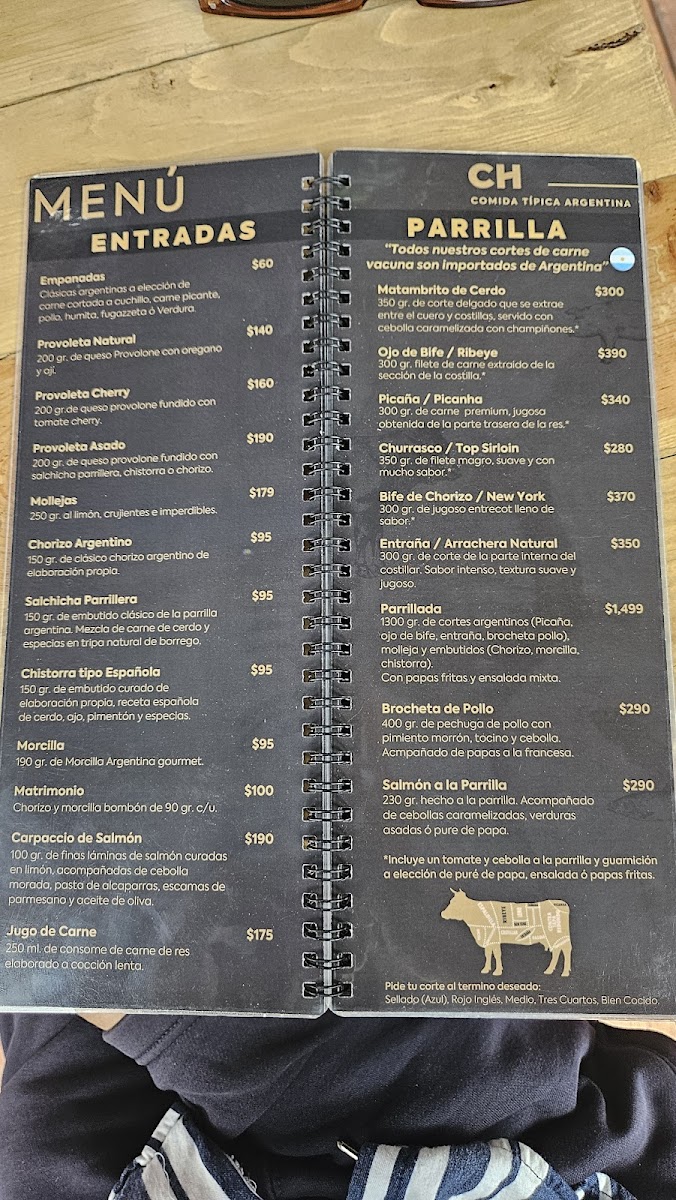 MENÚ
ENTRADAS
Empanadas $60
Clásicas argentinas a elección de
carne cortada a cuchillo, carne picante,
pollo, humita, fugazzeta ó Verdura.
Provoleta Natural $140
200 gr. de queso Provolone con oregano
y ají.
Provoleta Cherry $160
200 gr.de queso provolone fundido con
tomate cherry.
Provoleta Asado $190
200 gr. de queso provolone fundido con
salchicha parrillera, chistorra o chorizo.
Mollejas $179
250 gr. al limón, crujientes e imperdibles.
Chorizo Argentino $95
150 gr. de clásico chorizo argentino de
elaboración propia.
Salchicha Parrillera $95
150 gr. de embutido clásico de la parrilla
argentina. Mezcla de carne de cerdo y
especias en tripa natural de borrego.
Chistorra tipo Española $95
150 gr. de embutido curado de
elaboración propia, receta española
de cerdo, ajo, pimentón y especias.
Morcilla $95
190 gr. de Morcilla Argentina gourmet.
Matrimonio $100
Chorizo y morcilla bombón de 90 gr. c/u.
Carpaccio de Salmón $190
100 gr. de finas láminas de salmón curadas
en limón, acompañadas de cebolla
morada, pasta de alcaparras, escamas de
parmesano y aceite de oliva.
Jugo de Carne $175
250 ml. de consome de carne de res
elaborado a cocción lenta.
CH
COMIDA TÍPICA ARGENTINA
PARRILLA
"Todos nuestros cortes de carne
vacuna son importados de Argentina"
Matambrito de Cerdo $300
350 gr. de corte delgado que se extrae
entre el cuero y costillas, servido con
cebolla caramelizada con champiñones.*
Ojo de Bife / Ribeye $390
300 gr. filete de carne extraido de la
sección de la costilla.*
Picaña / Picanha $340
300 gr. de carne premium, jugosa
obtenida de la parte trasera de la res.*
Churrasco / Top Sirloin $280
350 gr. de filete magro, suave y con
mucho sabor.*
Bife de Chorizo / New York $370
300 gr. de jugoso entrecot lleno de
sabor.*
Entraña / Arrachera Natural $350
300 gr. de corte de la parte interna del
costillar. Sabor intenso, textura suave y
jugoso.
Parrillada $1,499
1300 gr. de cortes argentinos (Picaña,
ojo de bife, entraña, brocheta pollo),
molleja y embutidos (Chorizo, morcilla,
chistorra).
Con papas fritas y ensalada mixta.
Brocheta de Pollo $290
400 gr. de pechuga de pollo con
pimiento morrón, tocino y cebolla.
Acmpañado de papas a la francesa.
Salmón a la Parrilla $290
230 gr. hecho a la parrilla. Acompañado
de cebollas caramelizadas, verduras
asadas ó pure de papa.
*Incluye un tomate y cebolla a la parrilla y guarnición
a elección de puré de papa, ensalada ó papas fritas.
Pide tu corte al termino deseado:
Sellado (Azul), Rojo Inglés, Medio, Tres Cuartos, Bien Cocido.